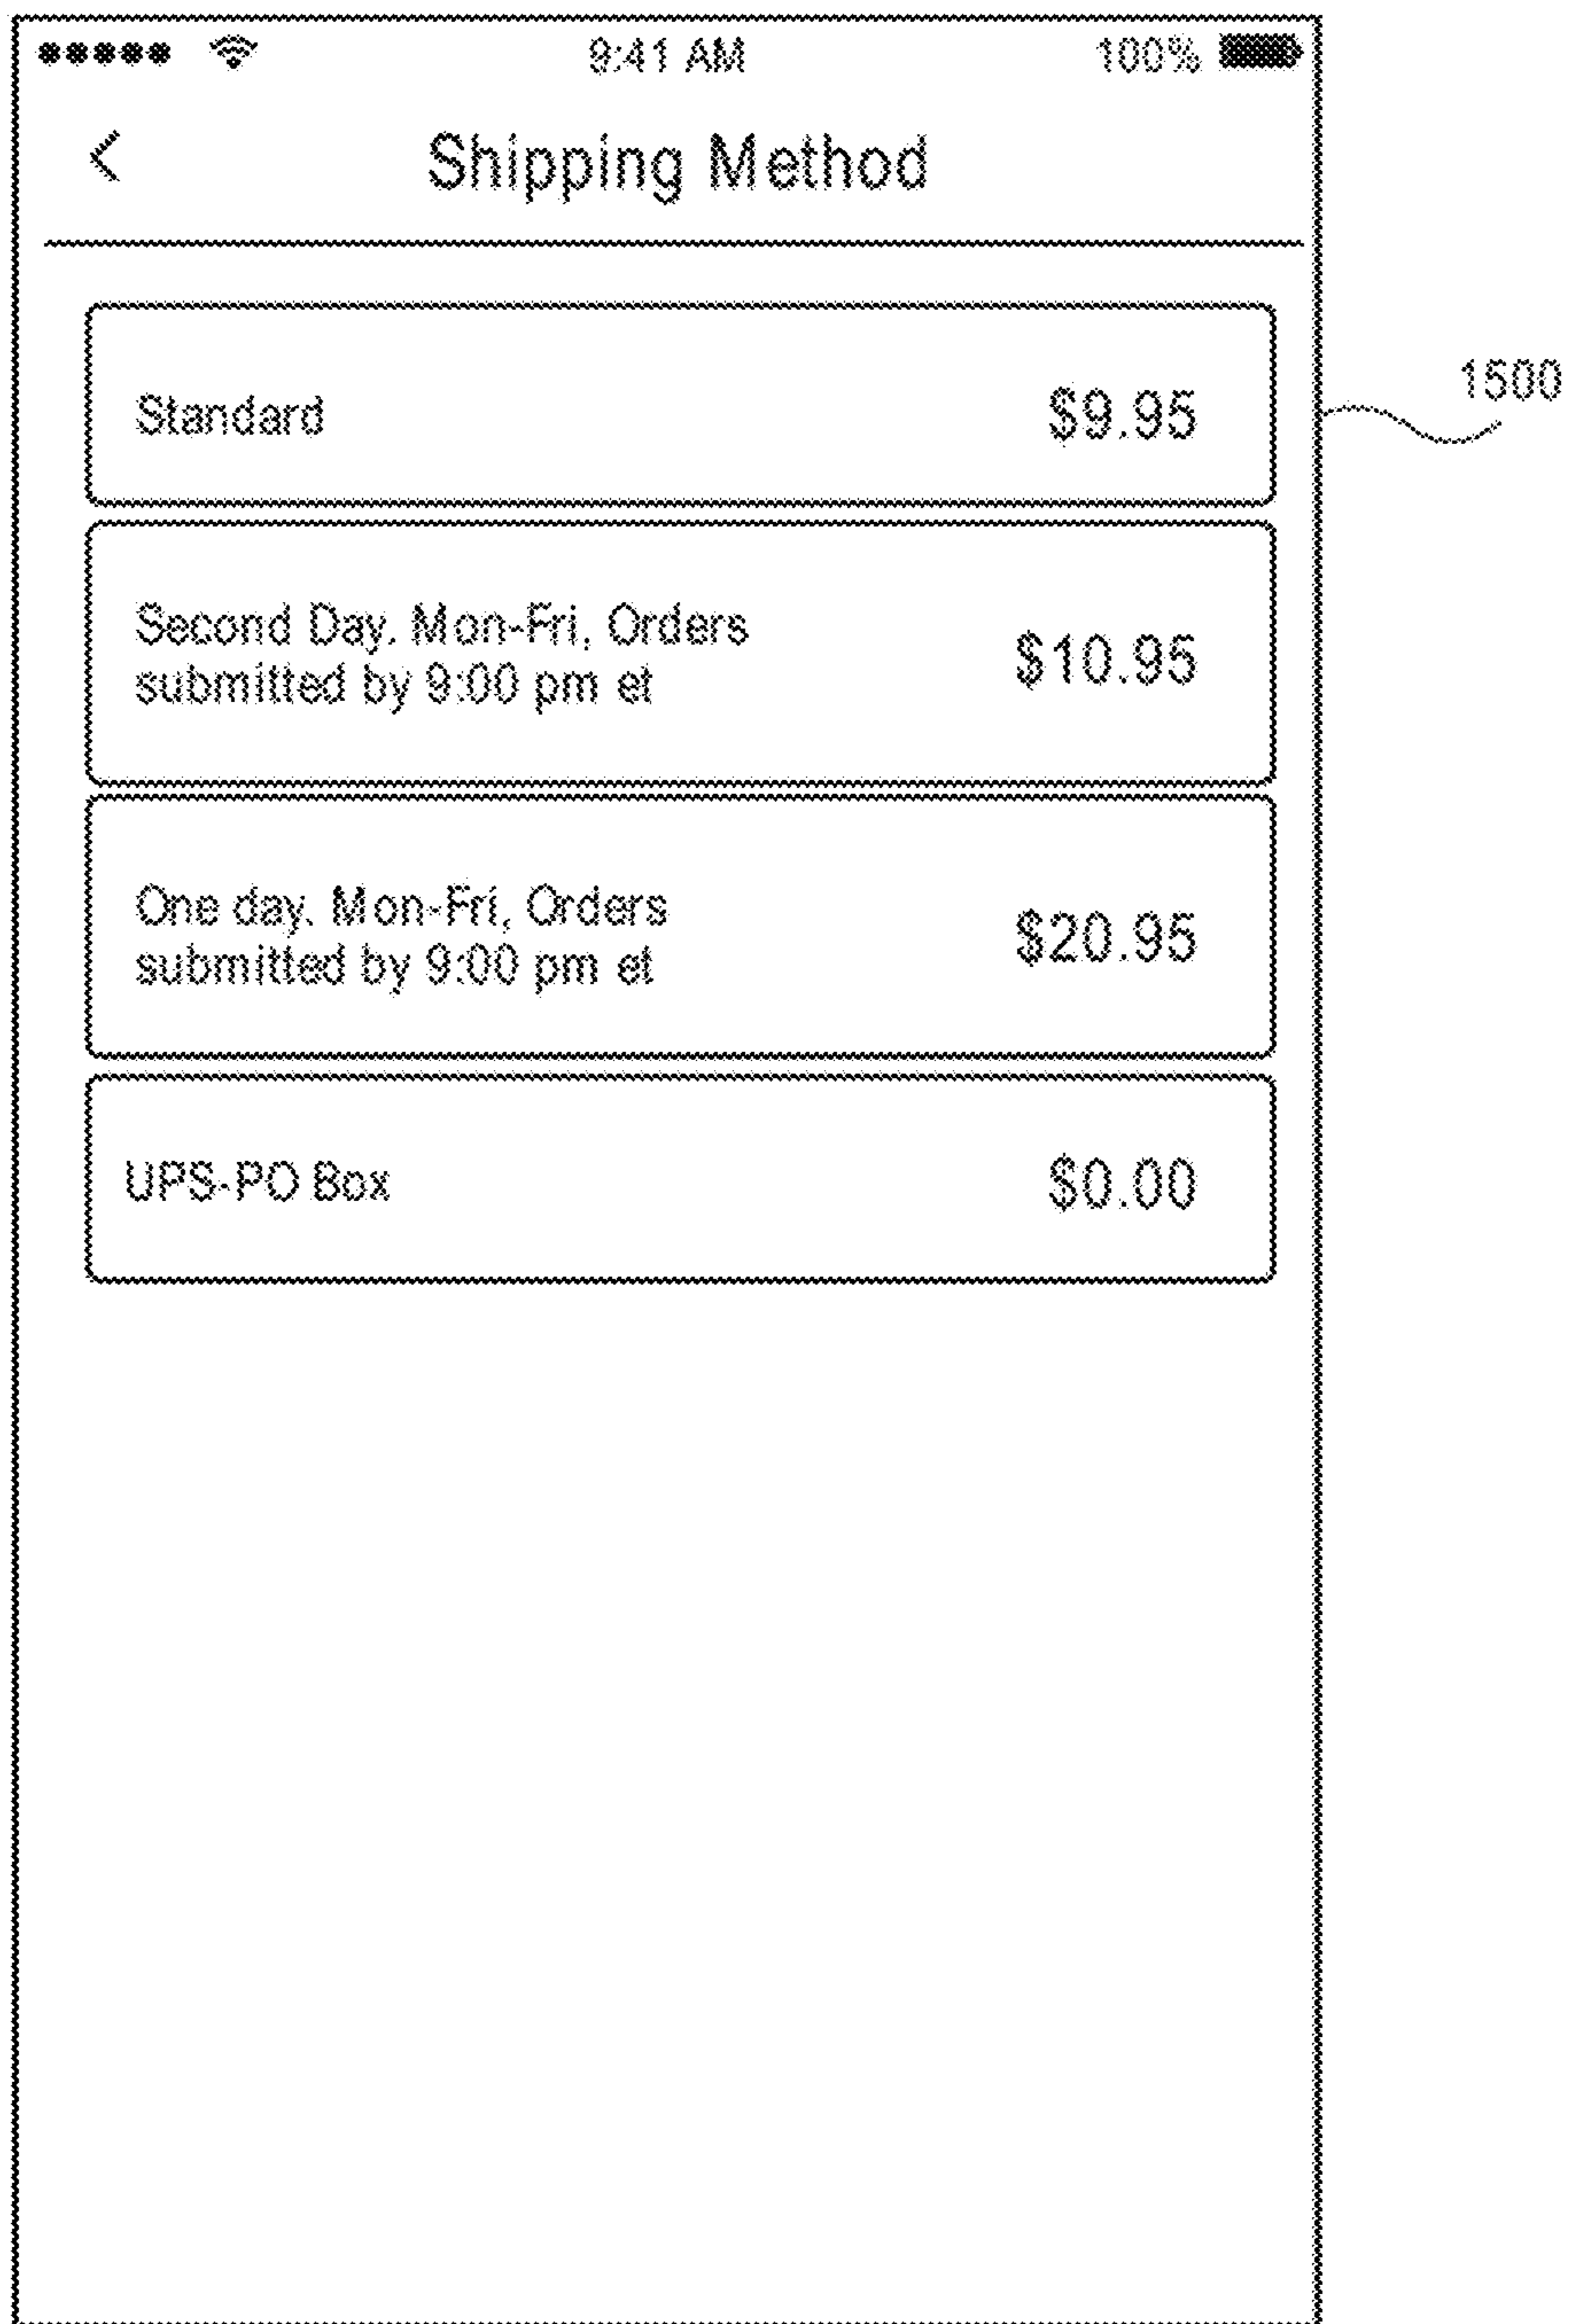 9:41 AM 100%
<
Shipping Method
Standard $9.95
1500
Second Day. Mon-Fri, Orders
submitted by 9:00 pm et
$10.95
One day. Mon-Fri, Orders
submitted by 9:00 pm et
$20.95
UPS-PO Box $0.00